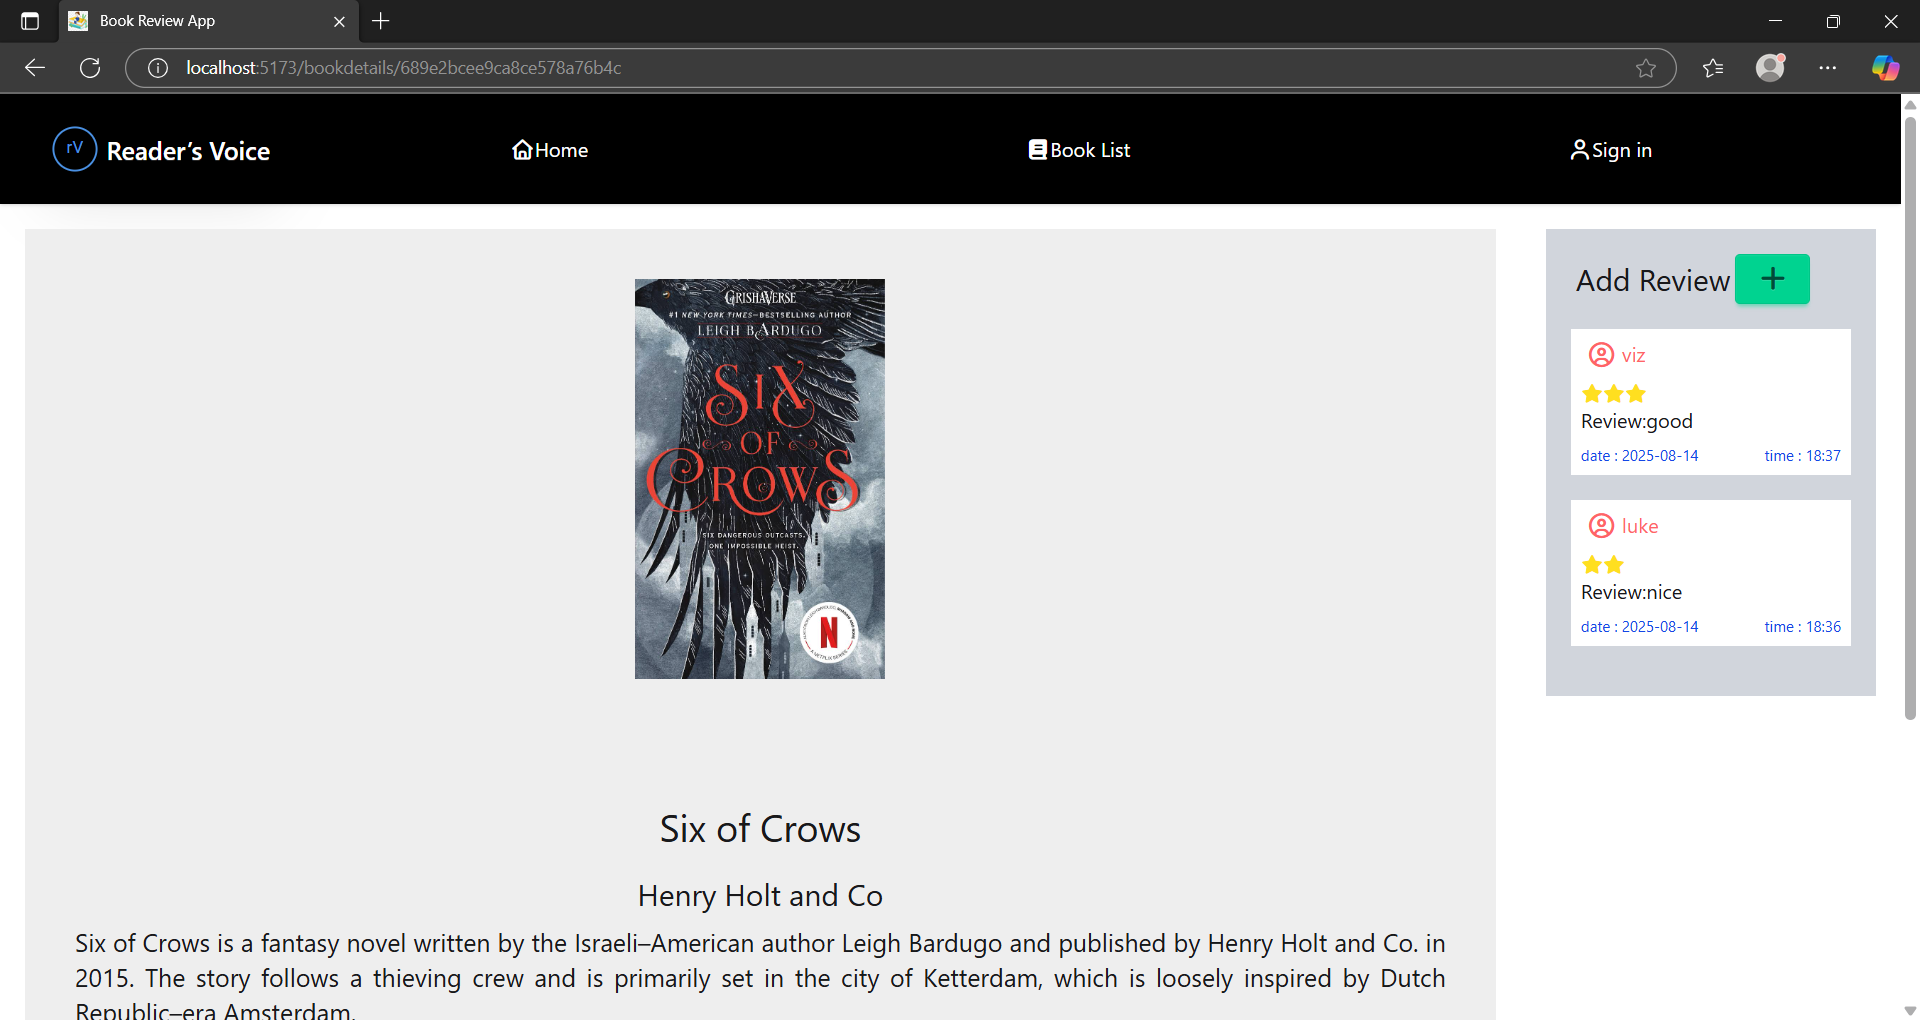 Book Review App
localhost:5173/bookdetails/689e2bcee9ca8ce578a76b4c
rV Reader's Voice
Home
Book List
Sign in
GRISHAVERSE
#1 NEW YORK TIMES–BESTSELLING AUTHOR
LEIGH BARDUGO
SIX
OF
CROWS
SIX DANGEROUS OUTCASTS.
ONE IMPOSSIBLE HEIST.
N
Six of Crows
Henry Holt and Co
Six of Crows is a fantasy novel written by the Israeli–American author Leigh Bardugo and published by Henry Holt and Co. in
2015. The story follows a thieving crew and is primarily set in the city of Ketterdam, which is loosely inspired by Dutch
Republic–era Amsterdam.
Add Review
viz
Review:good
date : 2025-08-14 time : 18:37
luke
Review:nice
date : 2025-08-14 time : 18:36